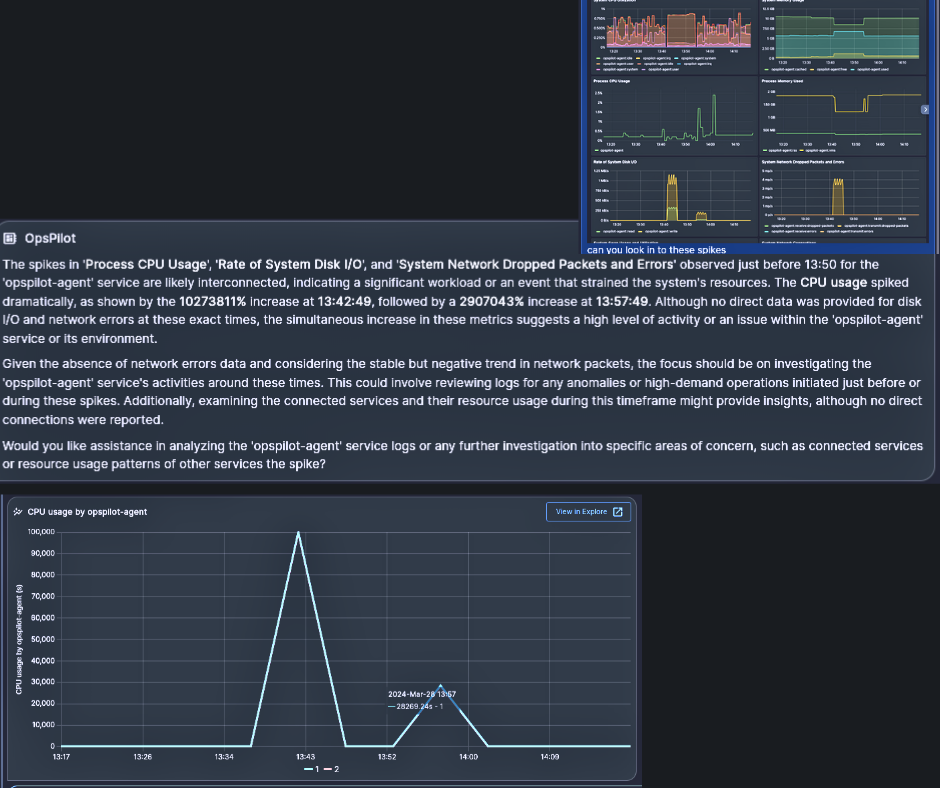 System Memory Usage
Process CPU Usage
Process Memory Used
Rate of System Disk I/O
System Network Dropped Packets and Errors
can you look in to these spikes
OpsPilot
The spikes in 'Process CPU Usage', 'Rate of System Disk I/O', and 'System Network Dropped Packets and Errors' observed just before 13:50 for the
'opspilot-agent' service are likely interconnected, indicating a significant workload or an event that strained the system's resources. The CPU usage spiked
dramatically, as shown by the 10273811% increase at 13:42:49, followed by a 2907043% increase at 13:57:49. Although no direct data was provided for disk
I/O and network errors at these exact times, the simultaneous increase in these metrics suggests a high level of activity or an issue within the 'opspilot-agent'
service or its environment.
Given the absence of network errors data and considering the stable but negative trend in network packets, the focus should be on investigating the
'opspilot-agent' service's activities around these times. This could involve reviewing logs for any anomalies or high-demand operations initiated just before or
during these spikes. Additionally, examining the connected services and their resource usage during this timeframe might provide insights, although no direct
connections were reported.
Would you like assistance in analyzing the 'opspilot-agent' service logs or any further investigation into specific areas of concern, such as connected services
or resource usage patterns of other services the spike?
CPU usage by opspilot-agent
View in Explore
CPU usage by opspilot-agent (s)
100,000
90,000
80,000
70,000
60,000
50,000
40,000
30,000
20,000
10,000
0
2024-Mar-28 13:57
28269.24s - 1
13:17 13:26 13:34 13:43 13:52 14:00 14:09
1 2